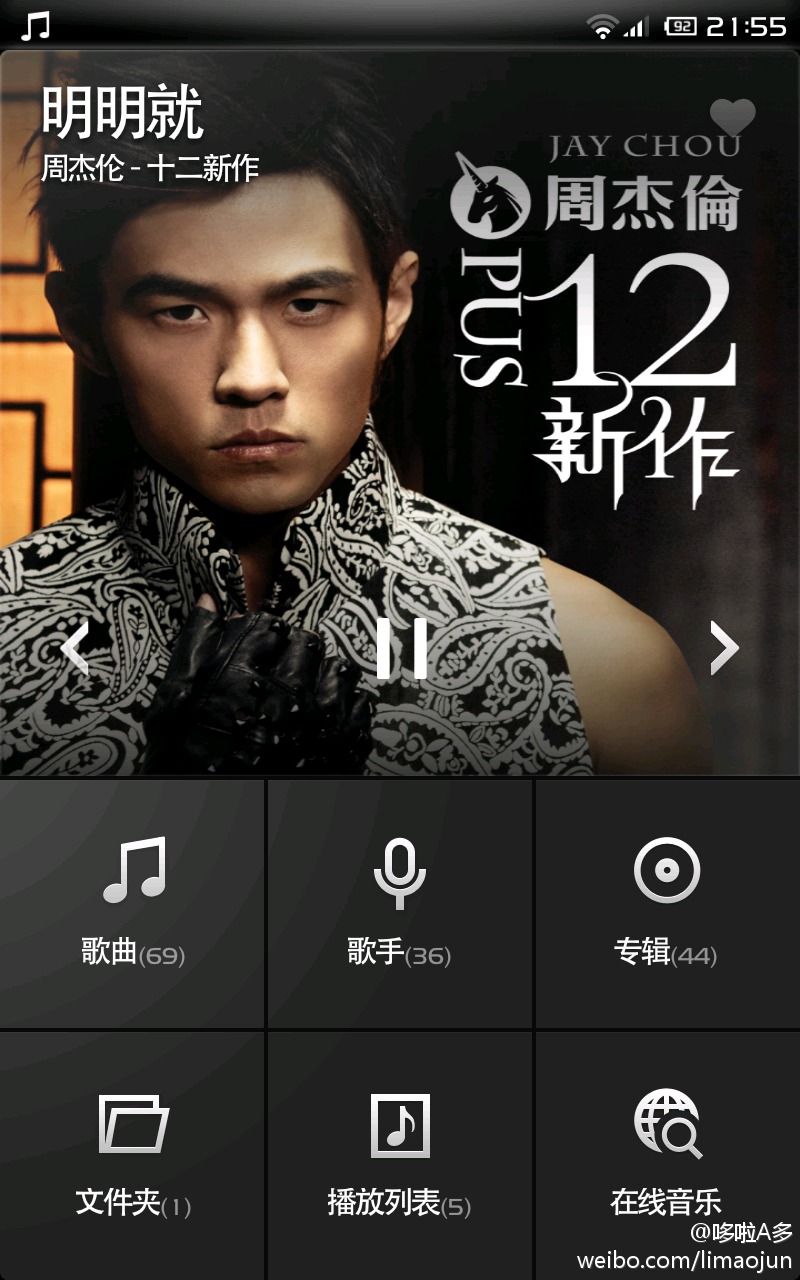 92 21:55
明明就
周杰伦 - 十二新作
JAY CHOU
周杰倫
OPUS
12
新作
歌曲(69)
歌手(36)
专辑(44)
文件夹(1)
播放列表(5)
在线音乐
@哆啦A多
weibo.com/limaojun